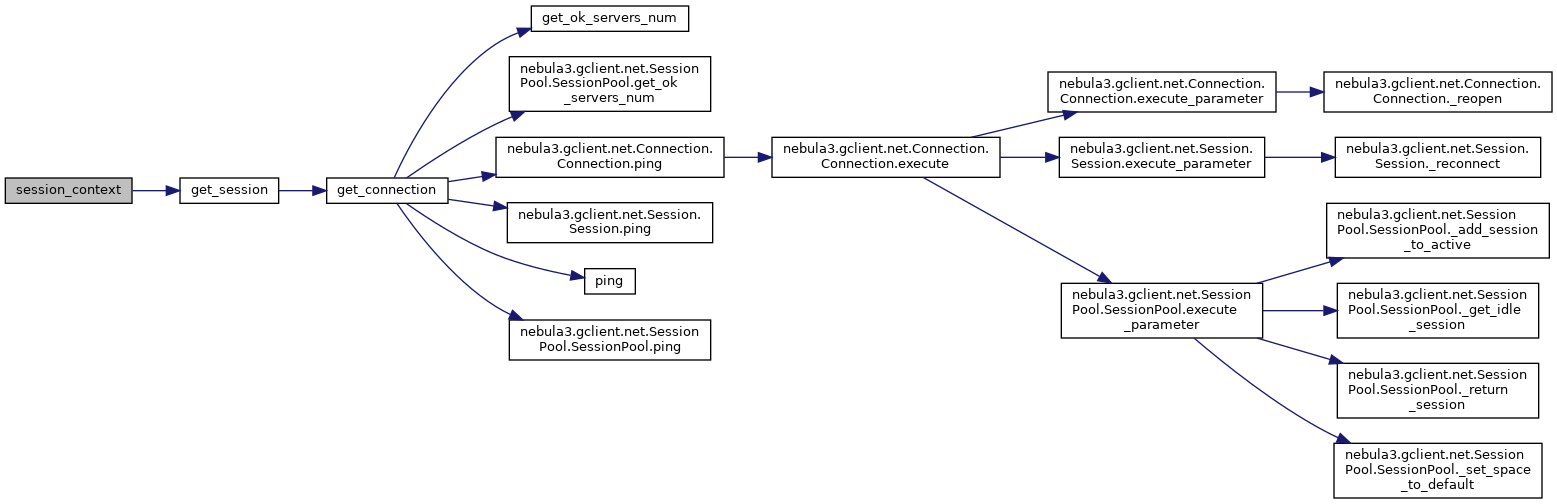 session_context
get_session
get_connection
get_ok_servers_num
nebula3.gclient.net.Session
Pool.SessionPool.get_ok
_servers_num
nebula3.gclient.net.Connection.
Connection.ping
nebula3.gclient.net.Session.
Session.ping
ping
nebula3.gclient.net.Session
Pool.SessionPool.ping
nebula3.gclient.net.Connection.
Connection.execute
nebula3.gclient.net.Connection.
Connection.execute_parameter
nebula3.gclient.net.Session.
Session.execute_parameter
nebula3.gclient.net.Session
Pool.SessionPool.execute
_parameter
nebula3.gclient.net.Connection.
Connection._reopen
nebula3.gclient.net.Session.
Session._reconnect
nebula3.gclient.net.Session
Pool.SessionPool._add_session
_to_active
nebula3.gclient.net.Session
Pool.SessionPool._get_idle
_session
nebula3.gclient.net.Session
Pool.SessionPool._return
_session
nebula3.gclient.net.Session
Pool.SessionPool._set_space
_to_default